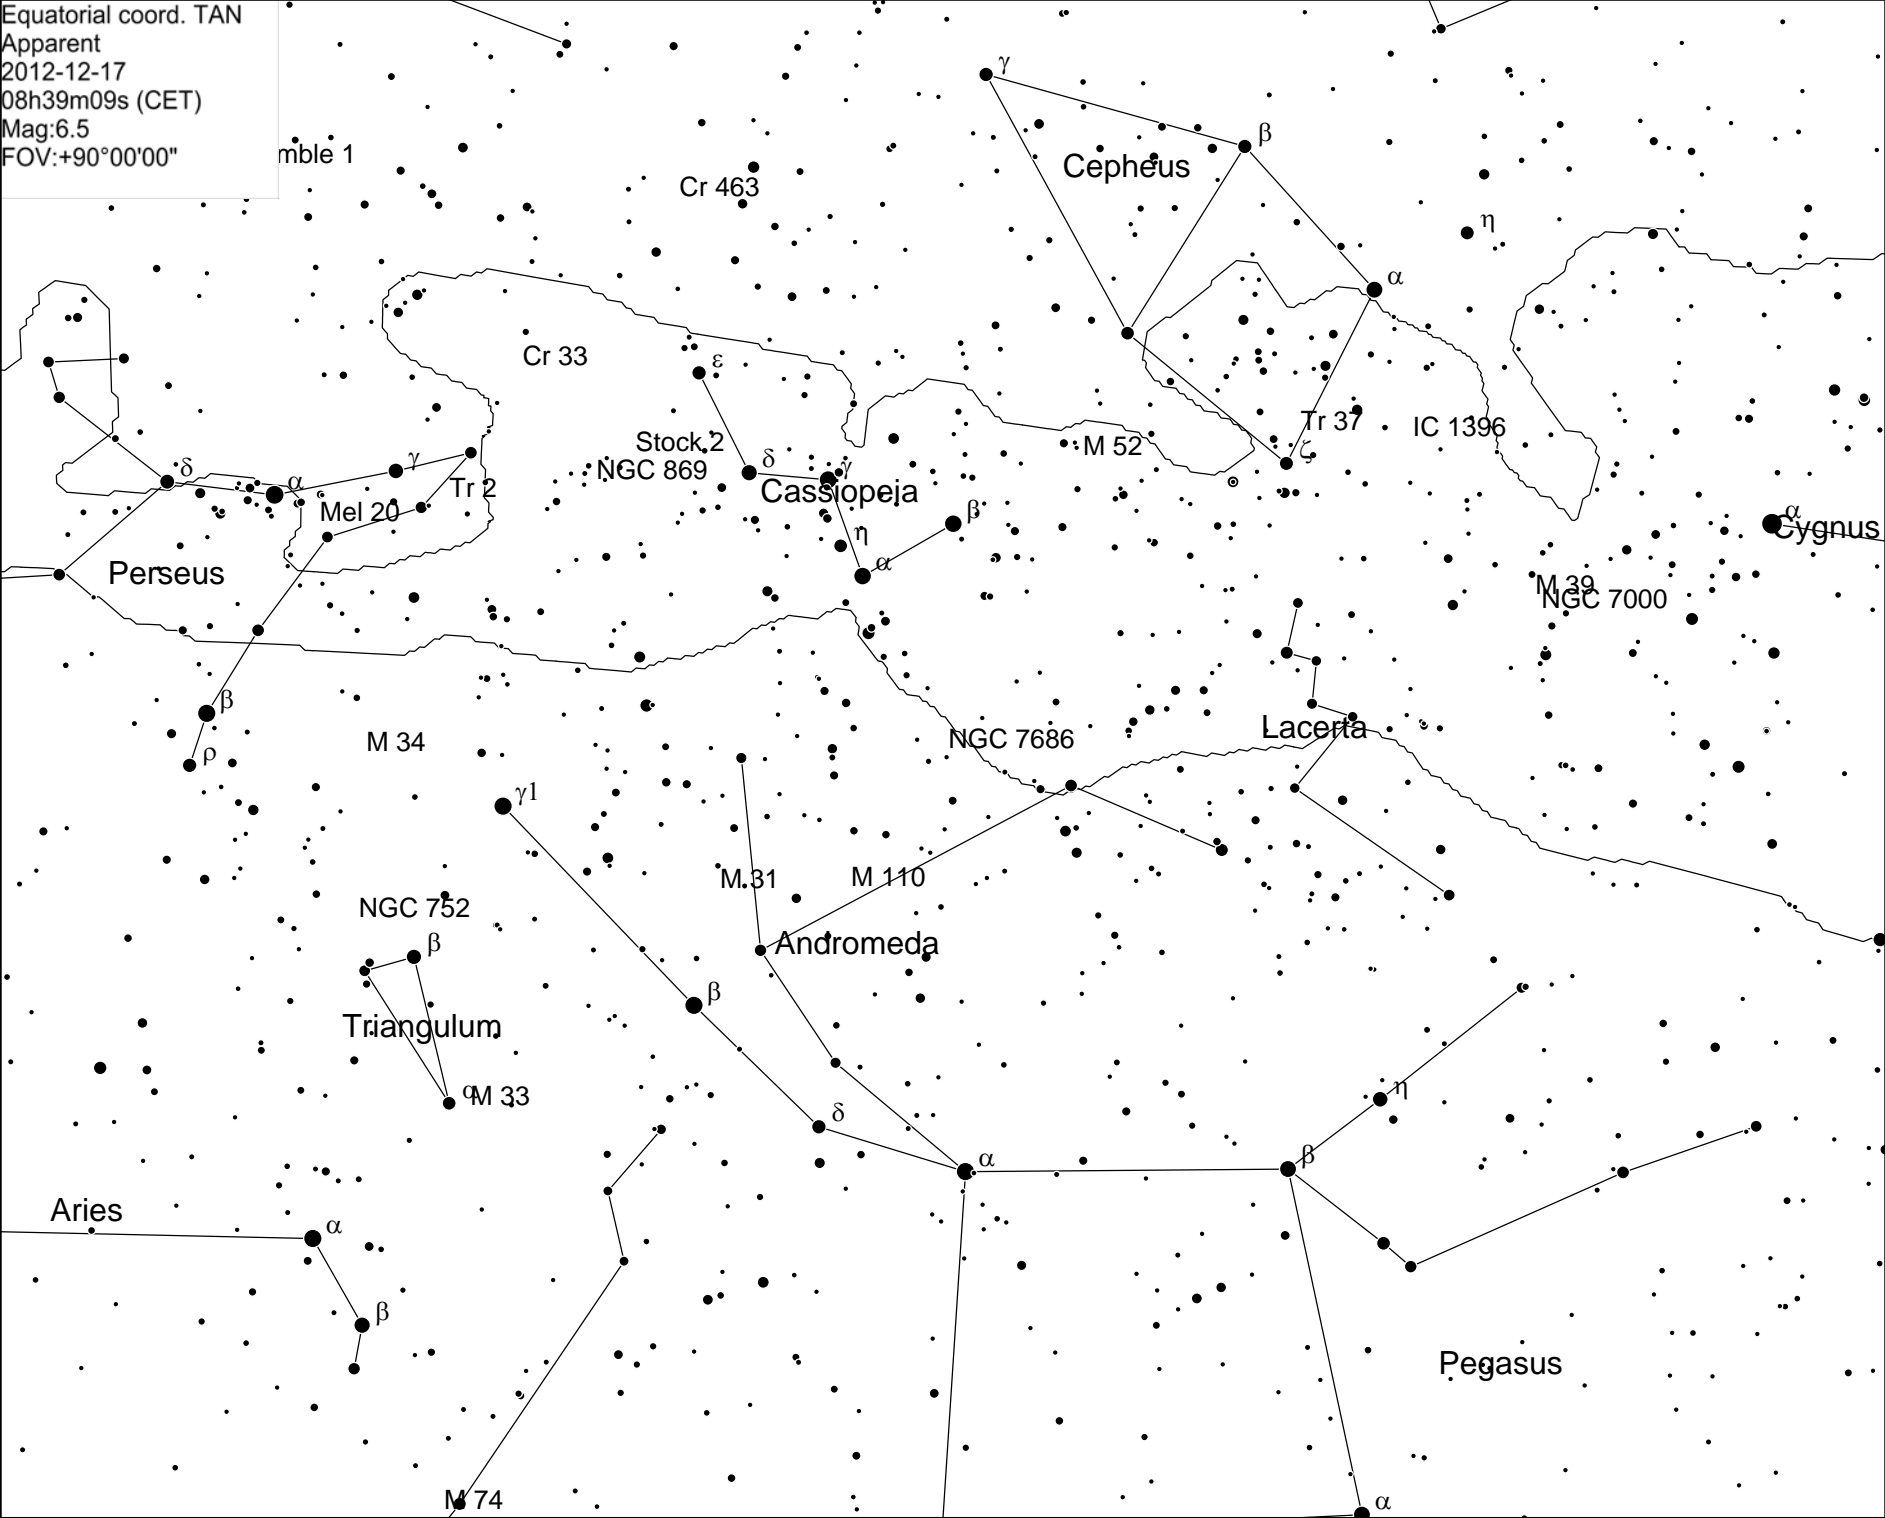 Equatorial coord. TAN
Apparent
2012-12-17
08h39m09s (CET)
Mag:6.5
FOV:+90°00'00"
mble 1
γ
β
Cepheus
Cr 463
η
α
Cr 33
ε
Tr 37
IC 1396
Stock 2
M 52
ζ
NGC 869
δ
γ
Cassiopeja
δ
α
γ
Tr 2
Mel 20
β
η
α
α
Cygnus
Perseus
M 39
NGC 7000
β
ρ
M 34
NGC 7686
Lacerta
γ1
M 31
M 110
NGC 752
β
Andromeda
β
Triangulum
α
M 33
δ
η
α
β
Aries
α
β
Pegasus
M 74
α